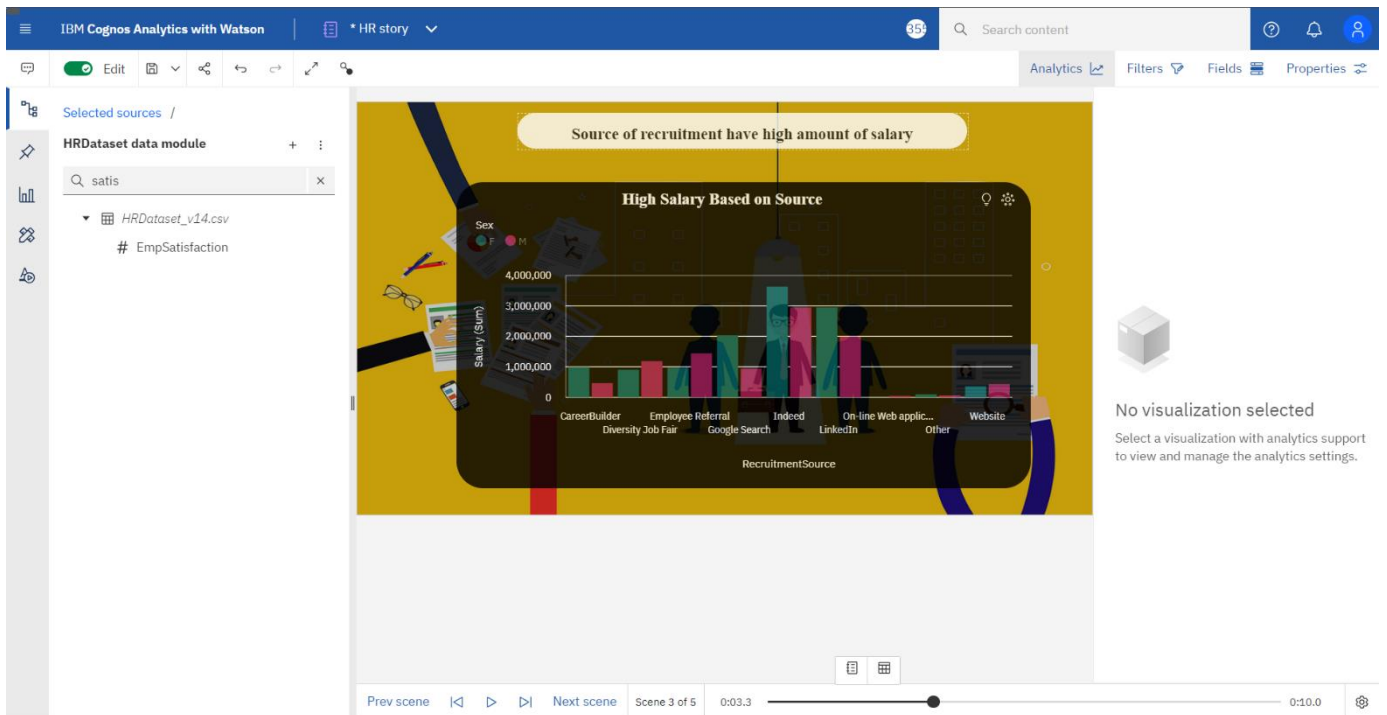 IBM Cognos Analytics with Watson
* HR story
Search content
Edit
Analytics
Filters
Fields
Properties
Selected sources /
HRDataset data module
satis
HRDataset_v14.csv
# EmpSatisfaction
Source of recruitment have high amount of salary
High Salary Based on Source
Sex
F
M
4,000,000
3,000,000
2,000,000
1,000,000
0
Salary (Sum)
CareerBuilder
Employee Referral
Indeed
On-line Web applic...
Website
Diversity Job Fair
Google Search
LinkedIn
Other
RecruitmentSource
No visualization selected
Select a visualization with analytics support
to view and manage the analytics settings.
Prev scene
Next scene
Scene 3 of 5
0:03.3
0:10.0